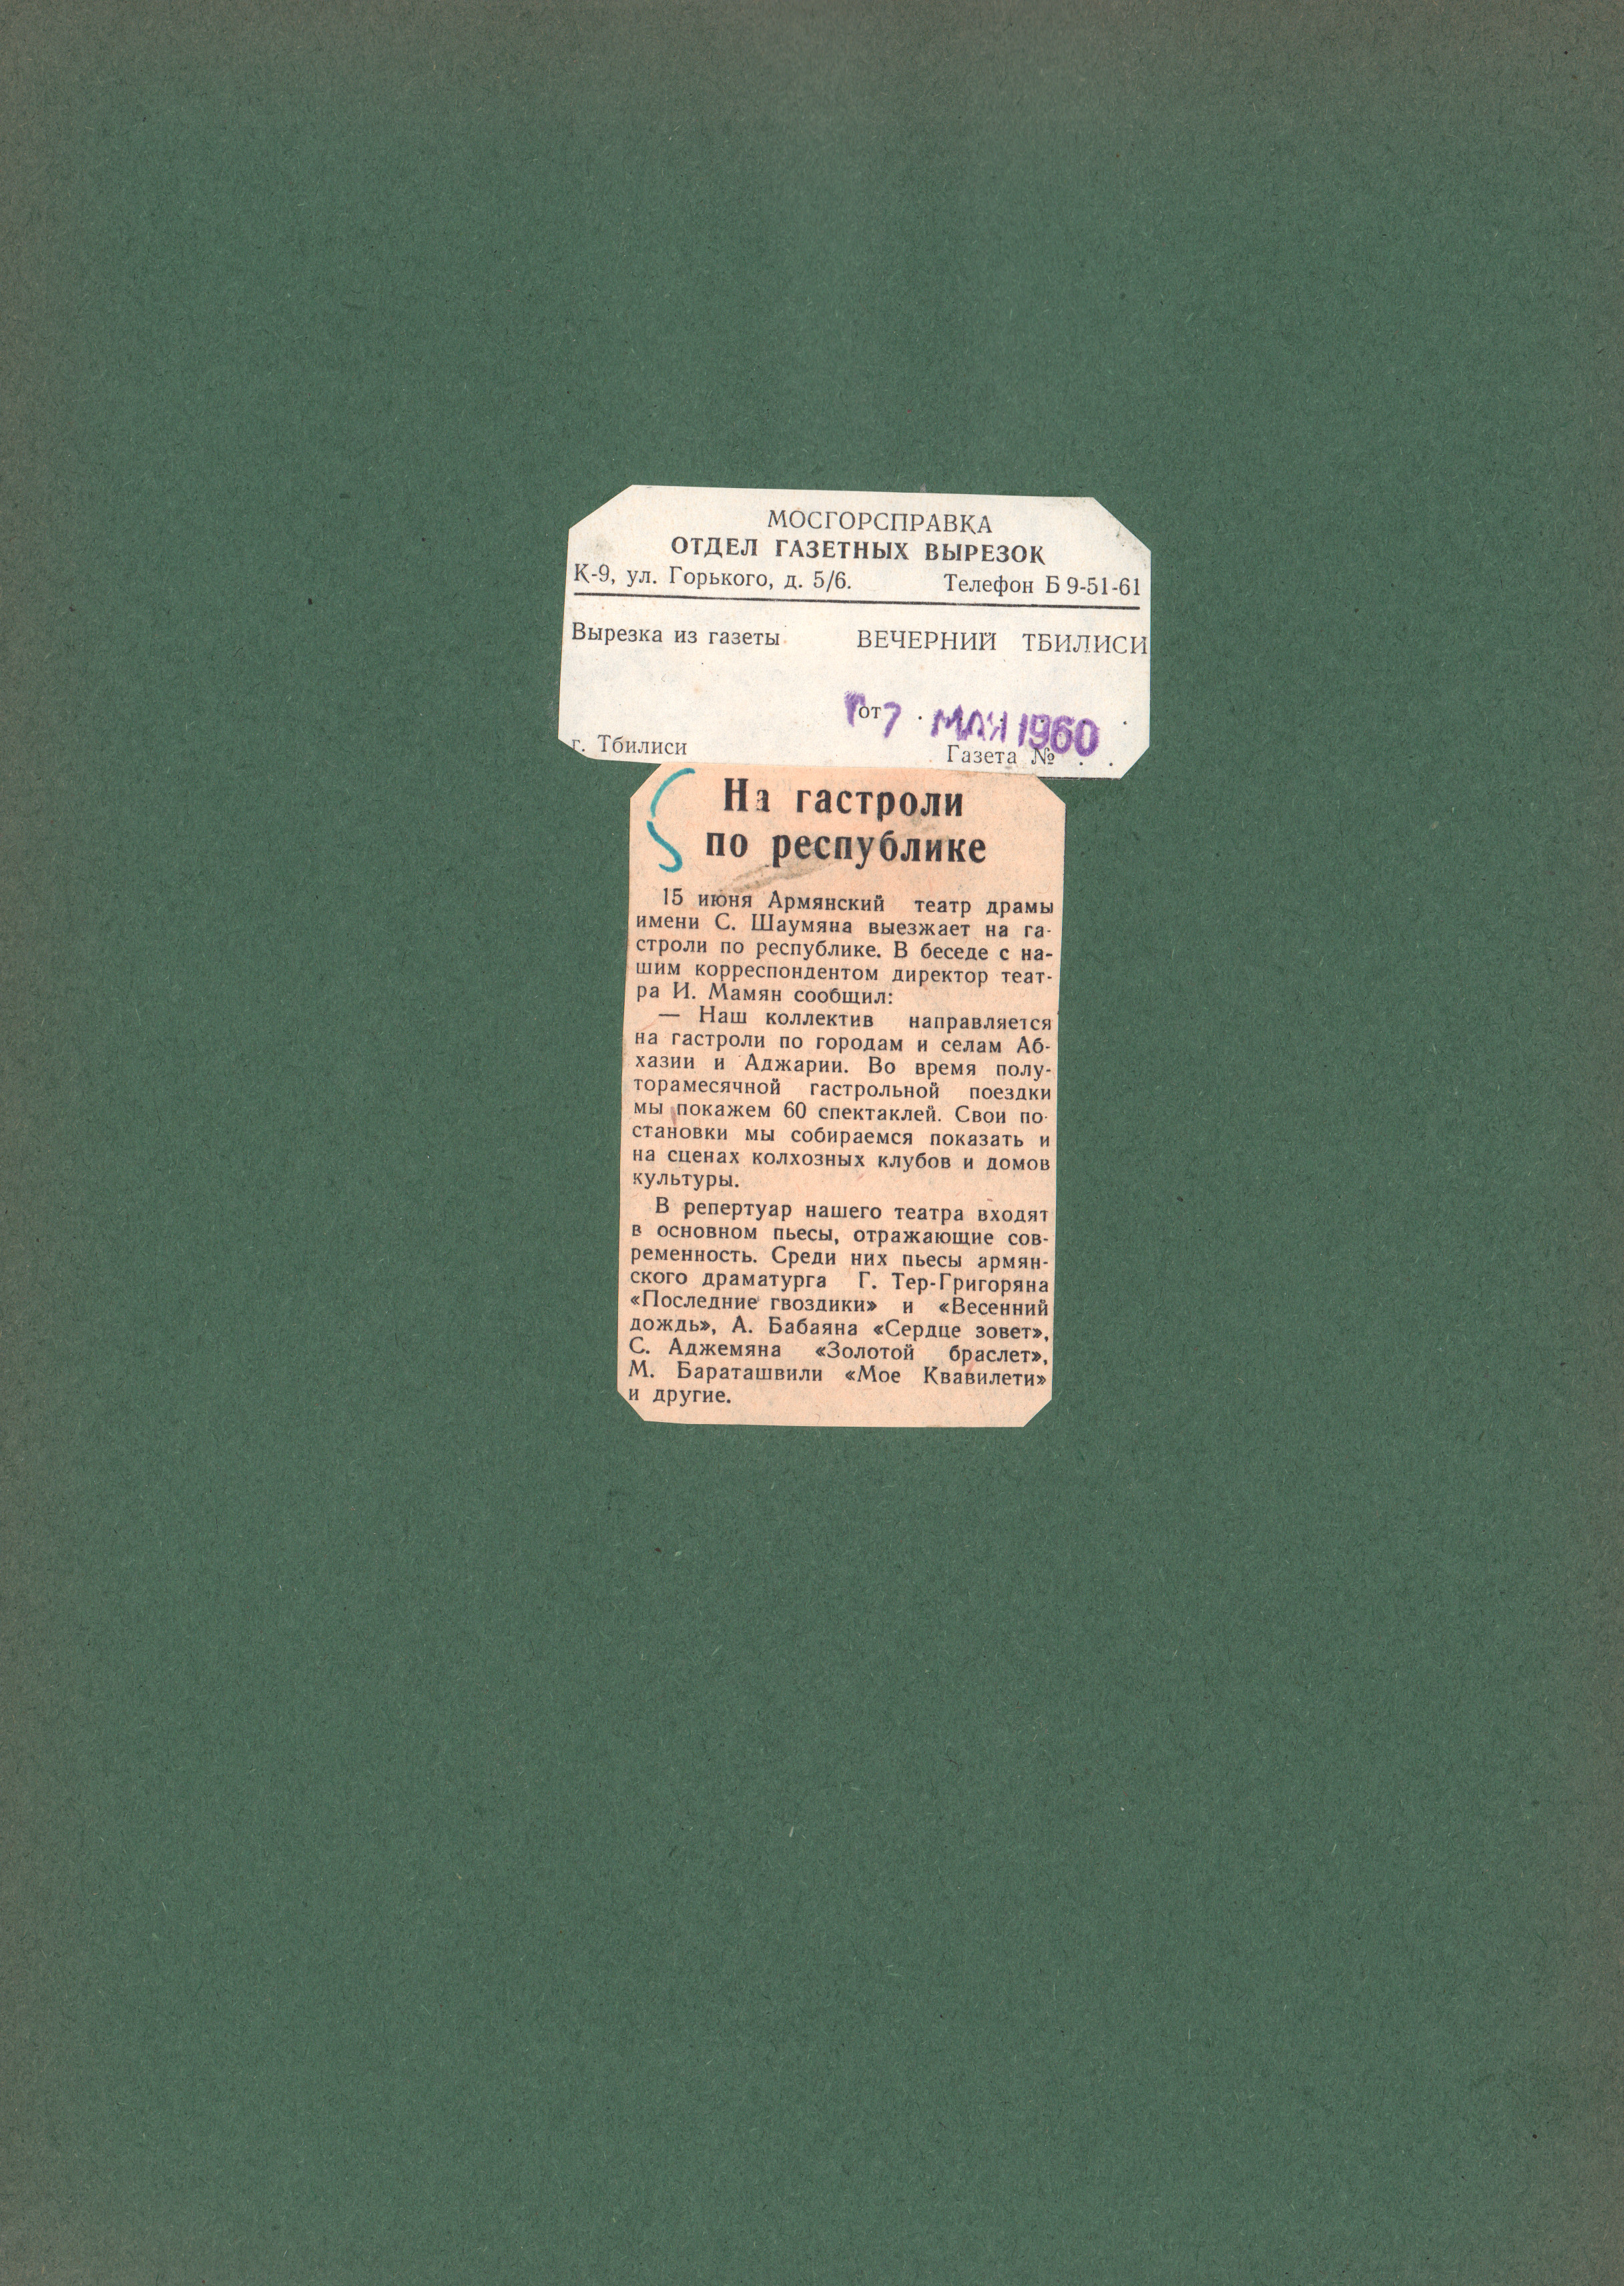 МОСГОРСПРАВКА
ОТДЕЛ ГАЗЕТНЫХ ВЫРЕЗОК
К-9, ул. Горького, д. 5/6. Телефон Б 9-51-61
Вырезка из газеты ВЕЧЕРНИЙ ТБИЛИСИ
от 7 . МАЯ 1960
г. Тбилиси Газета № . .
На гастроли
по республике
15 июня Армянский театр драмы
имени С. Шаумяна выезжает на га-
строли по республике. В беседе с на-
шим корреспондентом директор теат-
ра И. Мамян сообщил:
— Наш коллектив направляется
на гастроли по городам и селам Аб-
хазии и Аджарии. Во время полу-
торамесячной гастрольной поездки
мы покажем 60 спектаклей. Свои по-
становки мы собираемся показать и
на сценах колхозных клубов и домов
культуры.
В репертуар нашего театра входят
в основном пьесы, отражающие сов-
ременность. Среди них пьесы армян-
ского драматурга Г. Тер-Григоряна
«Последние гвоздики» и «Весенний
дождь», А. Бабаяна «Сердце зовет»,
С. Аджемяна «Золотой браслет»,
М. Бараташвили «Мое Квавилети»
и другие.